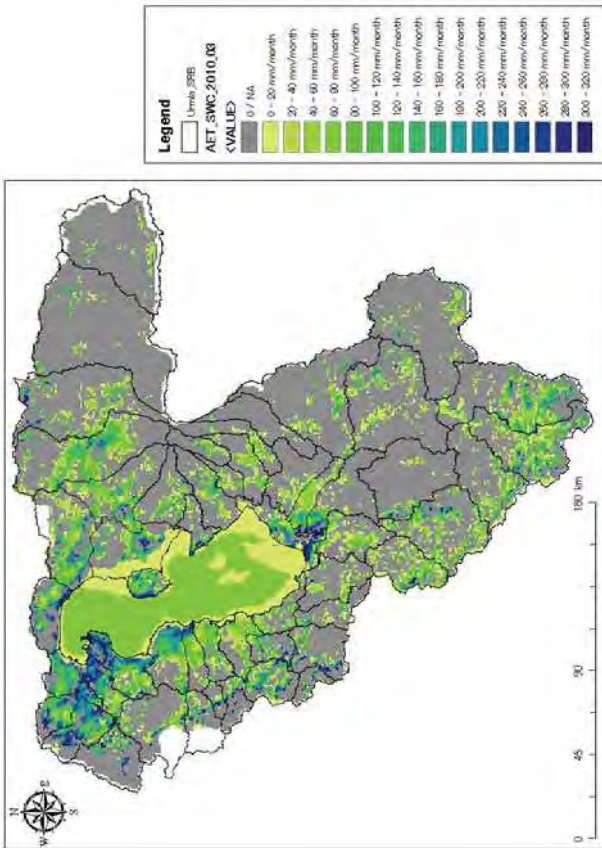 N
W E
S
0 45 90 180 km
Legend
Urmia_SRB
AET_SWC_2010_03
<VALUE>
0 / NA
0 - 20 mm/month
20 - 40 mm/month
40 - 60 mm/month
60 - 80 mm/month
80 - 100 mm/month
100 - 120 mm/month
120 - 140 mm/month
140 - 160 mm/month
160 - 180 mm/month
180 - 200 mm/month
200 - 220 mm/month
220 - 240 mm/month
240 - 260 mm/month
260 - 280 mm/month
280 - 300 mm/month
300 - 320 mm/month